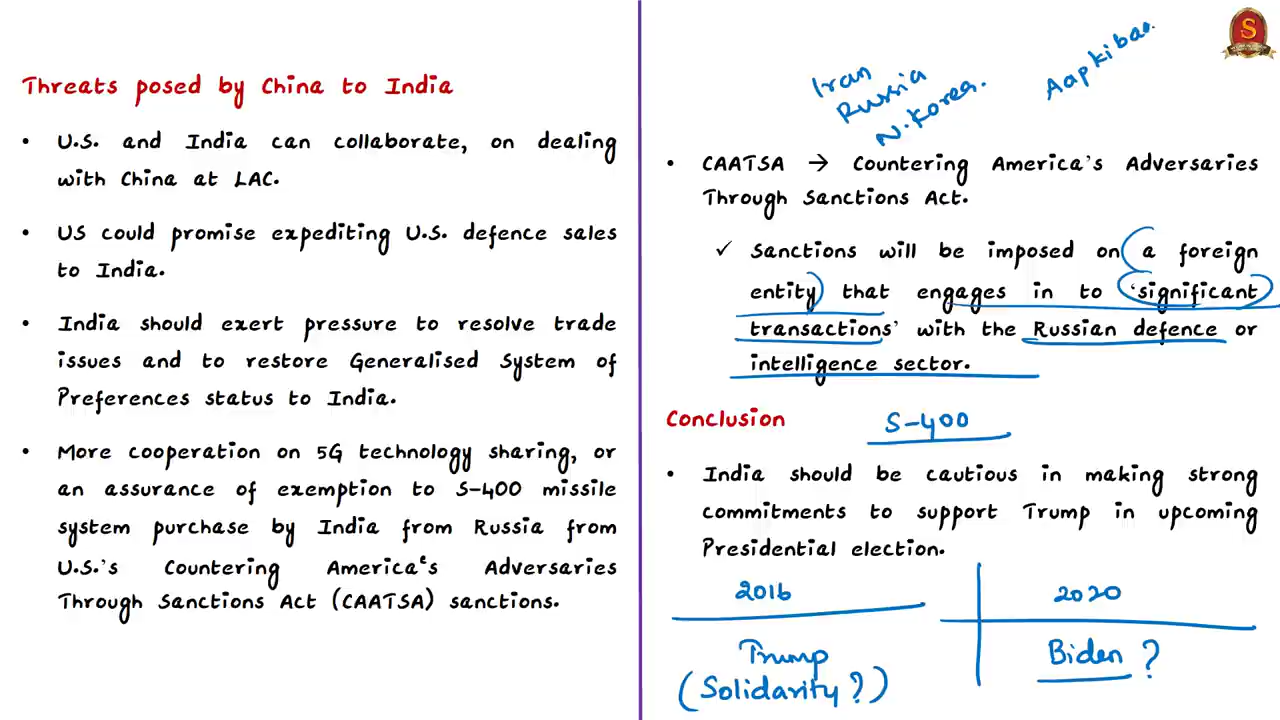 Threats posed by China to India
• U.S. and India can collaborate, on dealing
with China at LAC.
• US could promise expediting U.S. defence sales
to India.
• India should exert pressure to resolve trade
issues and to restore Generalised System of
Preferences status to India.
• More cooperation on 5G technology sharing, or
an assurance of exemption to S-400 missile
system purchase by India from Russia from
U.S.'s Countering America's Adversaries
Through Sanctions Act (CAATSA) sanctions.
Iran
Russia
N. Korea.
Aap ki
• CAATSA → Countering America's Adversaries
Through Sanctions Act.
✓ Sanctions will be imposed on a foreign
entity that engages in to 'significant
transactions' with the Russian defence or
intelligence sector.
Conclusion
S-400
• India should be cautious in making strong
commitments to support Trump in upcoming
Presidential election.
2016
Trump
(Solidarity?)
2020
Biden ?